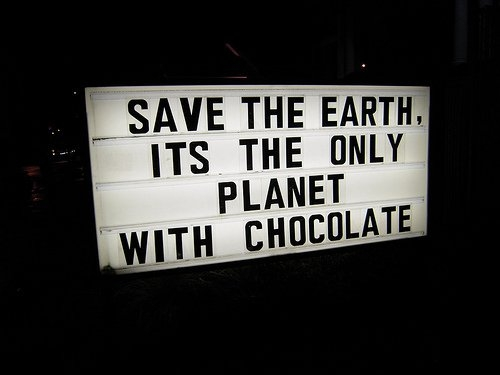 SAVE THE EARTH,
ITS THE ONLY
PLANET
WITH CHOCOLATE